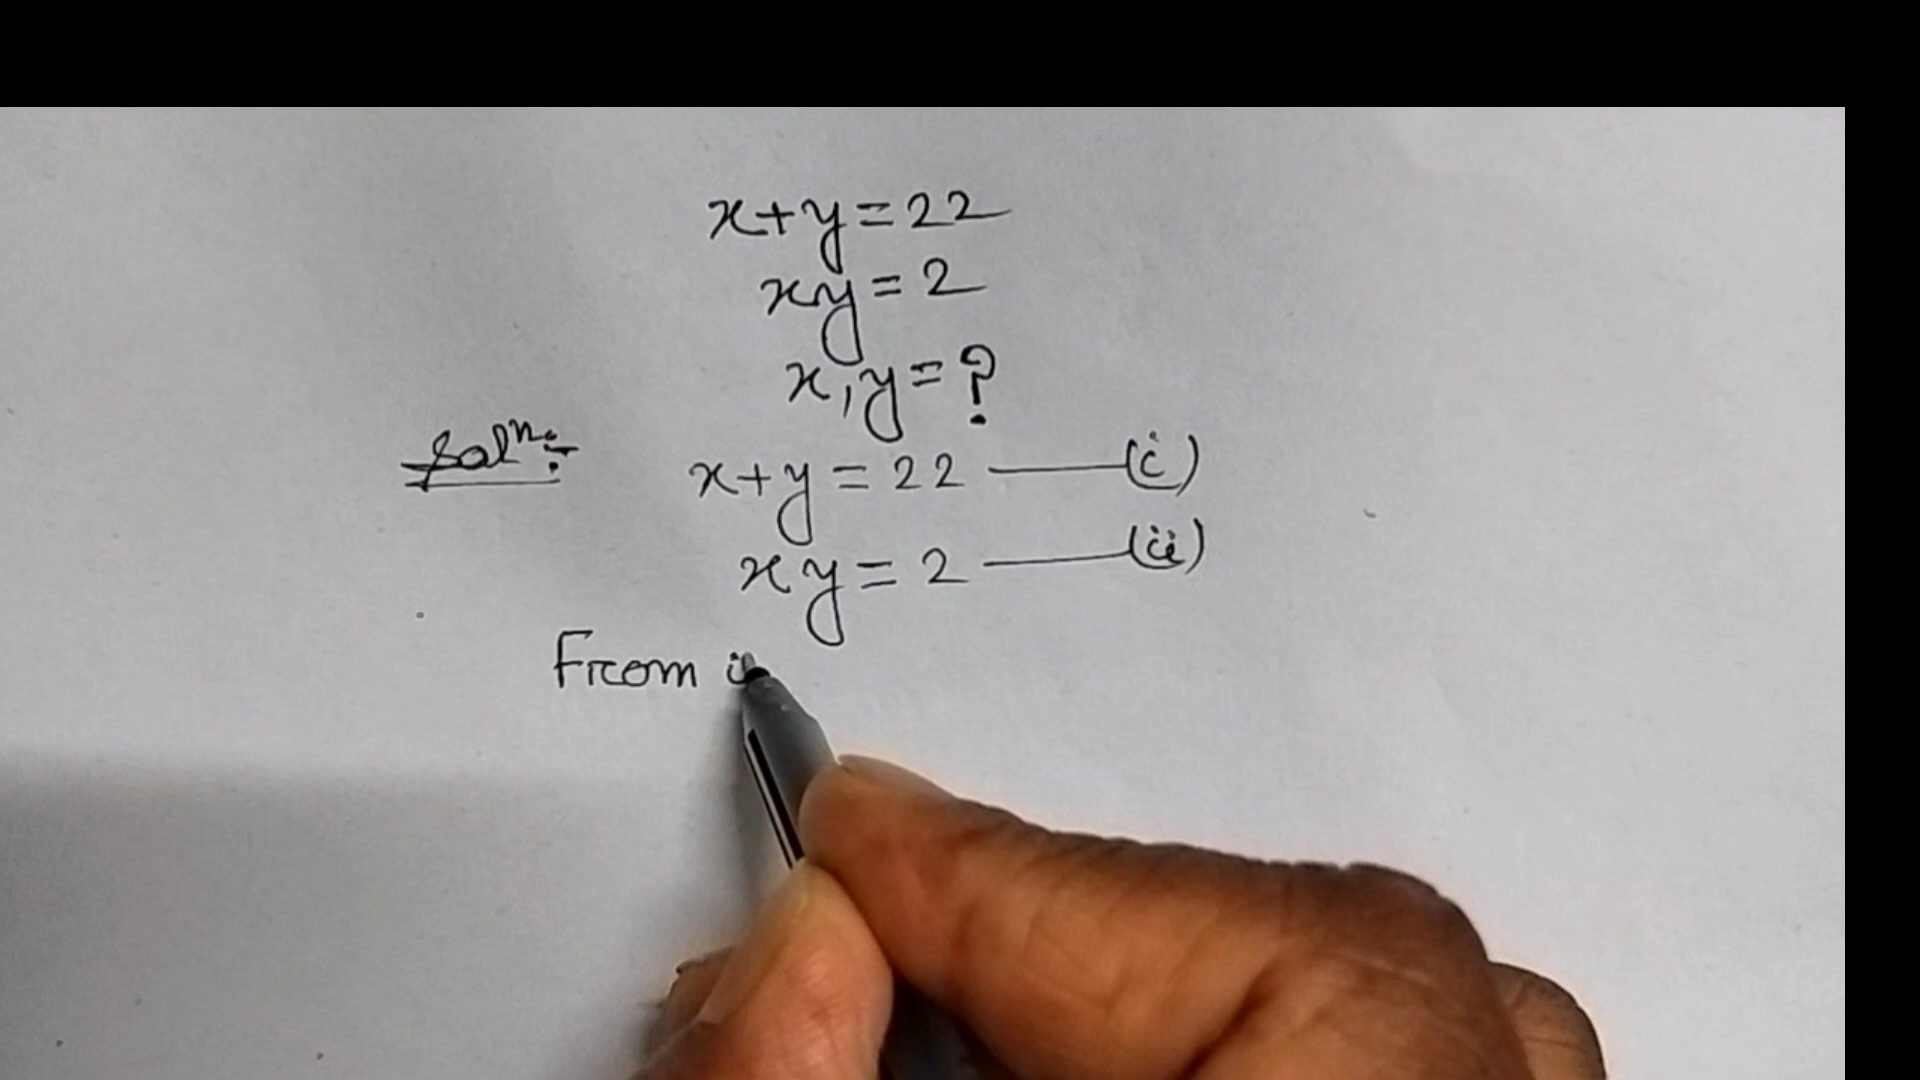 x+y=22
xy=2
x,y=?
Solⁿ:-
x+y=22 —— (i)
xy=2 —— (ii)
From